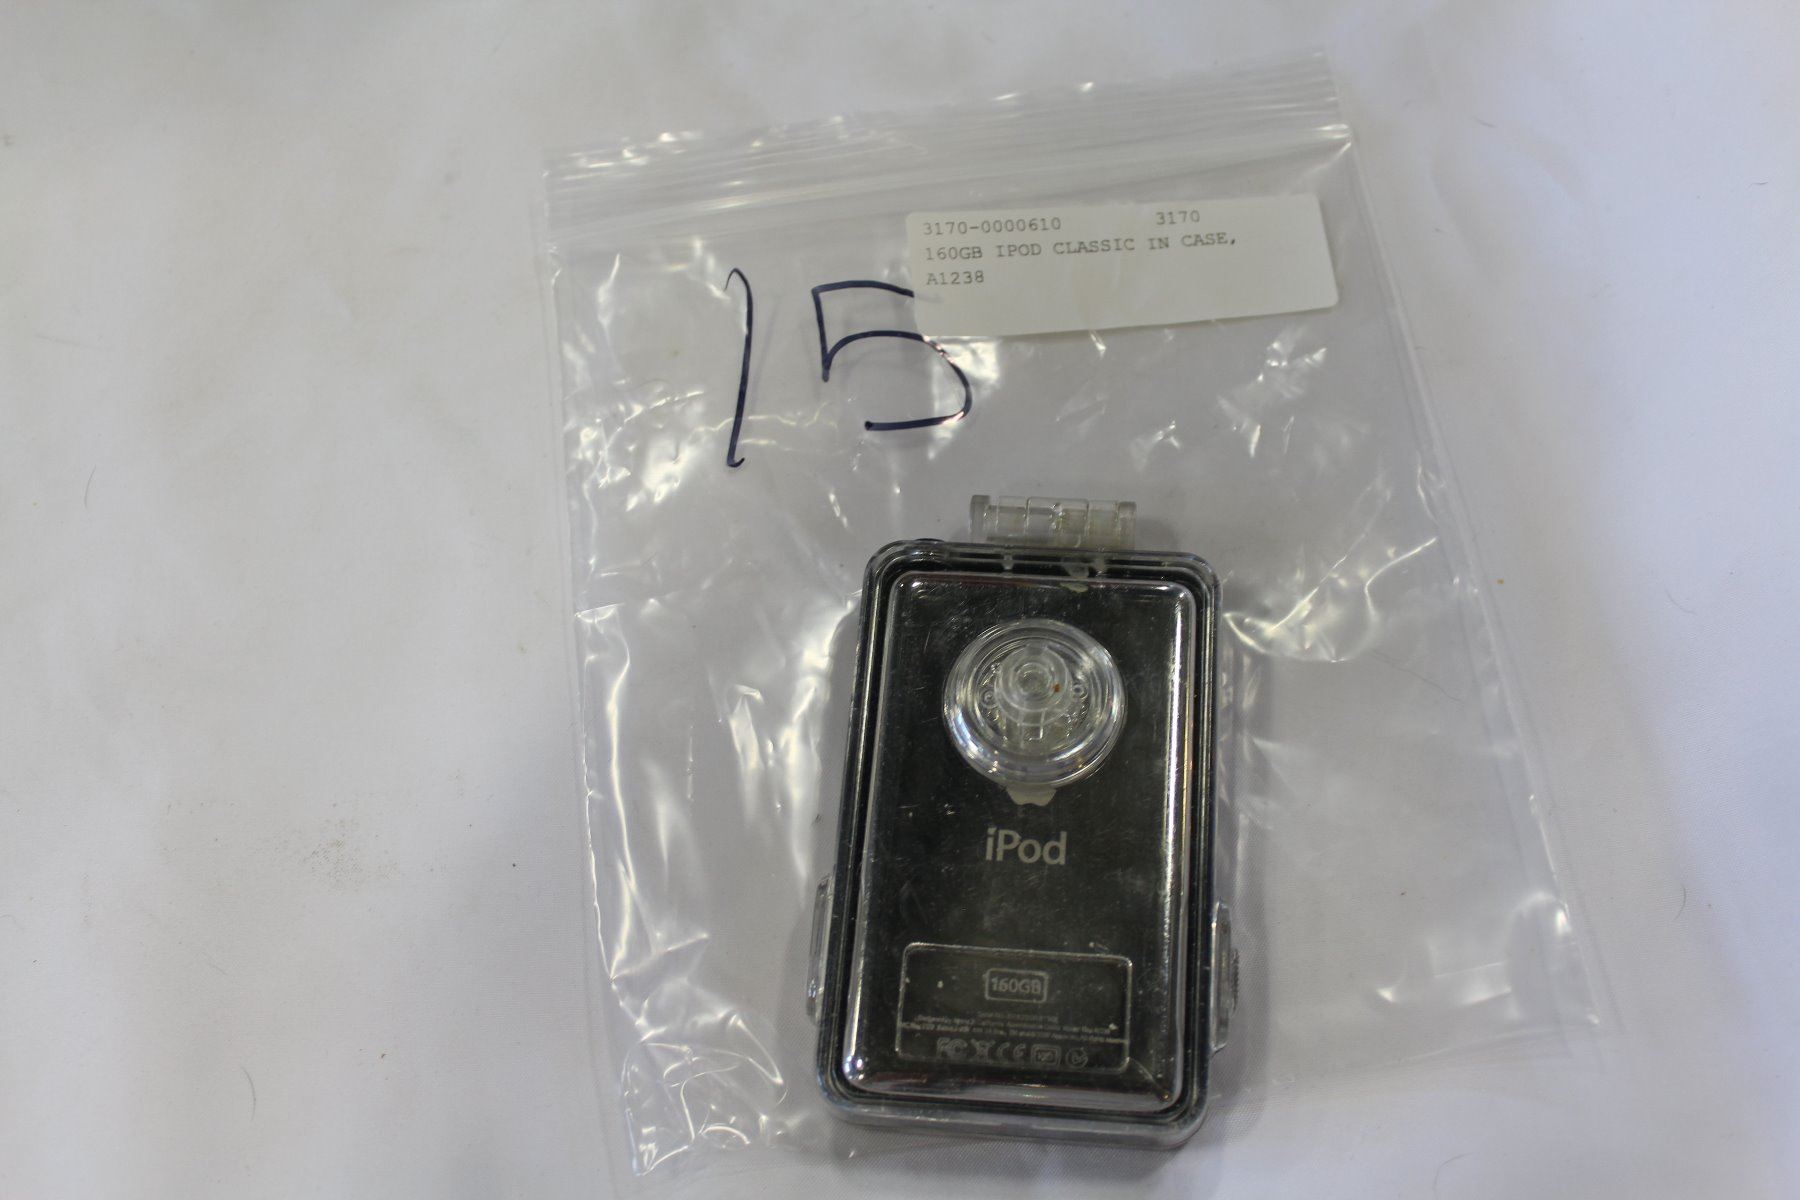 3170-0000610 3170
160GB IPOD CLASSIC IN CASE,
A1238
15
iPod
160GB